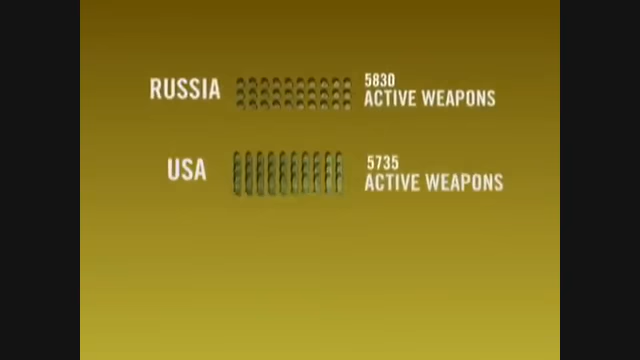 RUSSIA
5830
ACTIVE WEAPONS
USA
5735
ACTIVE WEAPONS